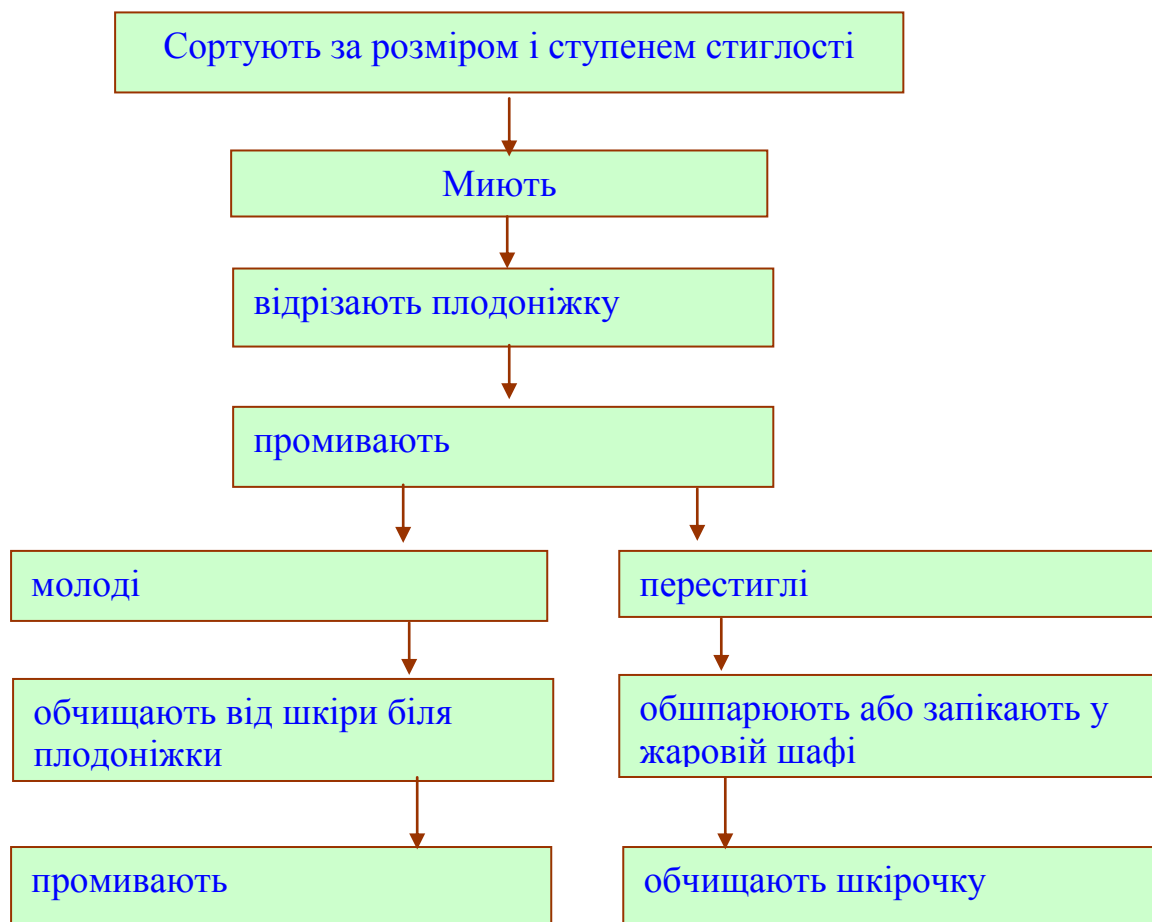 Сортують за розміром і ступенем стиглості
Миють
відрізають плодоніжку
промивають
молоді
перестиглі
обчищають від шкіри біля
плодоніжки
обшпарюють або запікають у
жаровій шафі
промивають
обчищають шкірочку